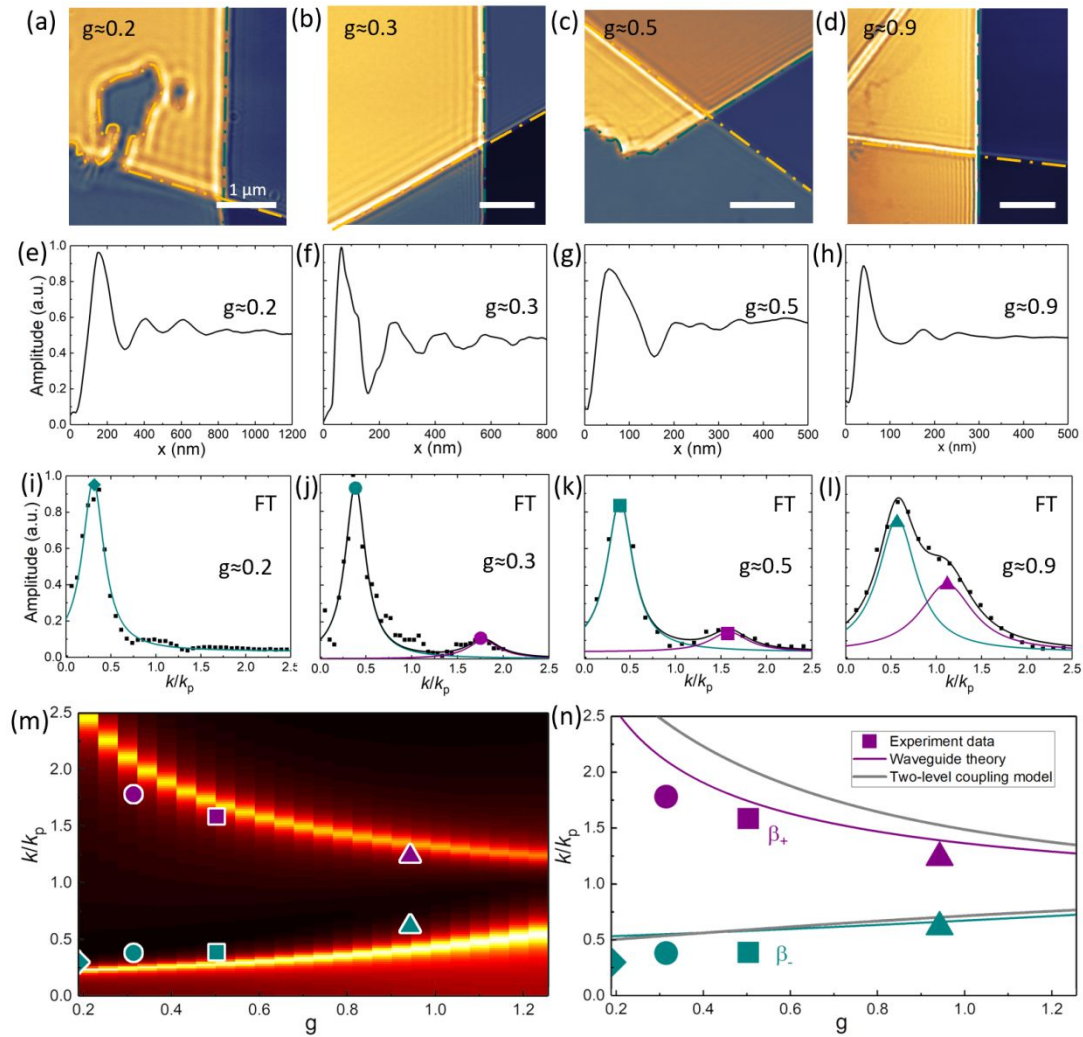 (a) g≈0.2
1 μm
(b) g≈0.3
(c) g≈0.5
(d) g≈0.9
(e) g≈0.2
Amplitude (a.u.)
1.0
0.8
0.6
0.4
0.2
0.0
0 200 400 600 800 1000 1200
x (nm)
(f) g≈0.3
0 200 400 600 800
x (nm)
(g) g≈0.5
0 100 200 300 400 500
x (nm)
(h) g≈0.9
0 100 200 300 400 500
x (nm)
(i) FT
g≈0.2
Amplitude (a.u.)
1.0
0.8
0.6
0.4
0.2
0.0
0.0 0.5 1.0 1.5 2.0 2.5
k/kp
(j) FT
g≈0.3
0.0 0.5 1.0 1.5 2.0 2.5
k/kp
(k) FT
g≈0.5
0.0 0.5 1.0 1.5 2.0 2.5
k/kp
(l) FT
g≈0.9
0.0 0.5 1.0 1.5 2.0 2.5
k/kp
(m)
k/kp
2.5
2.0
1.5
1.0
0.5
0.0
0.2 0.4 0.6 0.8 1.0 1.2
g
(n)
k/kp
2.5
2.0
1.5
1.0
0.5
0.0
Experiment data
Waveguide theory
Two-level coupling model
β+
β-
0.2 0.4 0.6 0.8 1.0 1.2
g